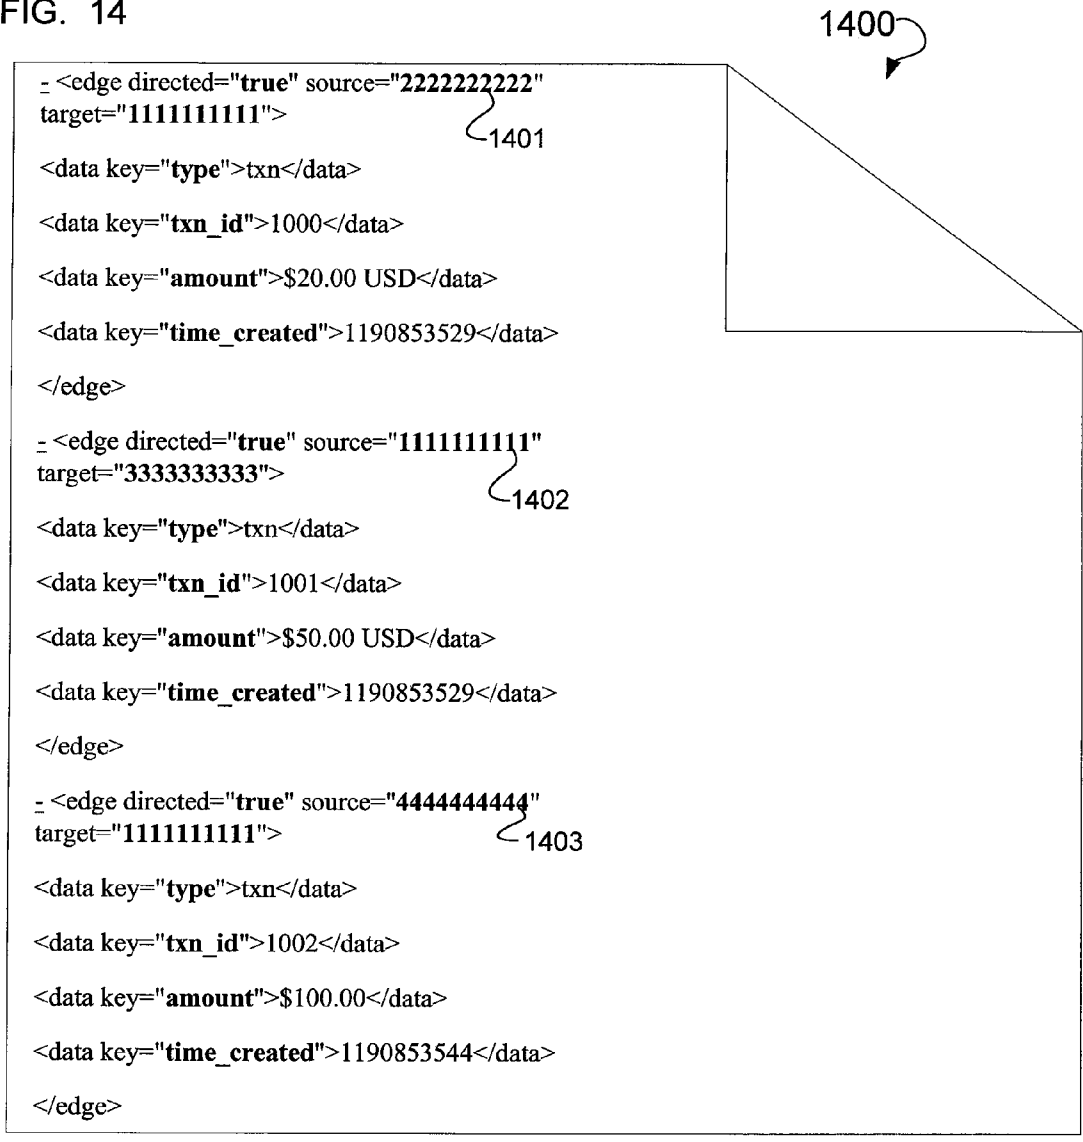 FIG. 14
1400
- <edge directed="true" source="2222222222"
target="1111111111">
1401
<data key="type">txn</data>
<data key="txn_id">1000</data>
<data key="amount">$20.00 USD</data>
<data key="time_created">1190853529</data>
</edge>
- <edge directed="true" source="1111111111"
target="3333333333">
1402
<data key="type">txn</data>
<data key="txn_id">1001</data>
<data key="amount">$50.00 USD</data>
<data key="time_created">1190853529</data>
</edge>
- <edge directed="true" source="4444444444"
target="1111111111">
1403
<data key="type">txn</data>
<data key="txn_id">1002</data>
<data key="amount">$100.00</data>
<data key="time_created">1190853544</data>
</edge>